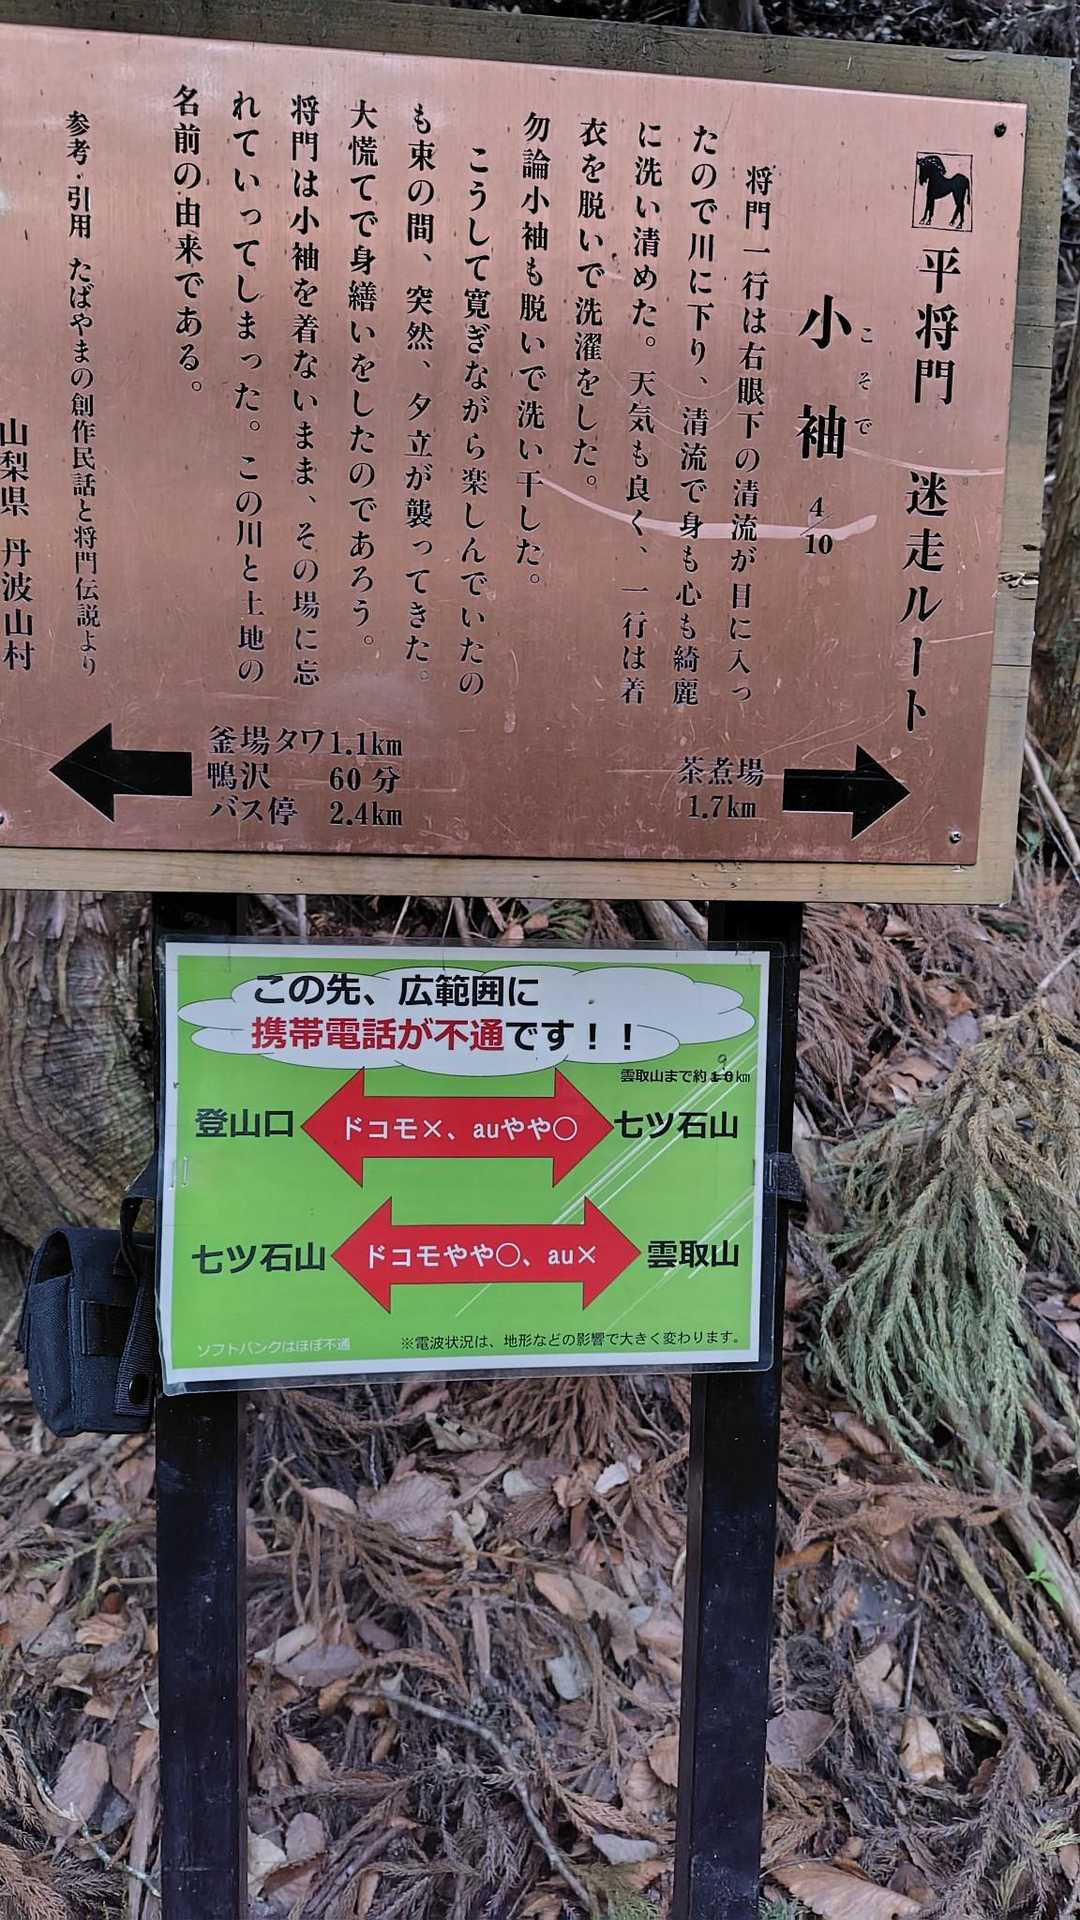 平将門 迷走ルート
こそで
小袖 4/10
将門一行は右眼下の清流が目に入っ
たので川に下り、清流で身も心も綺麗
に洗い清めた。天気も良く、一行は着
衣を脱いで洗濯をした。
勿論小袖も脱いで洗い干した。
こうして寛ぎながら楽しんでいたの
も束の間、突然、夕立が襲ってきた。
大慌てで身繕いをしたのであろう。
将門は小袖を着ないまま、その場に忘
れていってしまった。この川と土地の
名前の由来である。
参考・引用 たばやまの創作民話と将門伝説より
山梨県 丹波山村
釜場タワ1.1km
鴨沢 60分
バス停 2.4km
茶煮場
1.7km
この先、広範囲に
携帯電話が不通です！！
9
雲取山まで約10km
登山口 ドコモ×、auやや○ 七ツ石山
七ツ石山 ドコモやや○、au× 雲取山
ソフトバンクはほぼ不通 ※電波状況は、地形などの影響で大きく変わります。